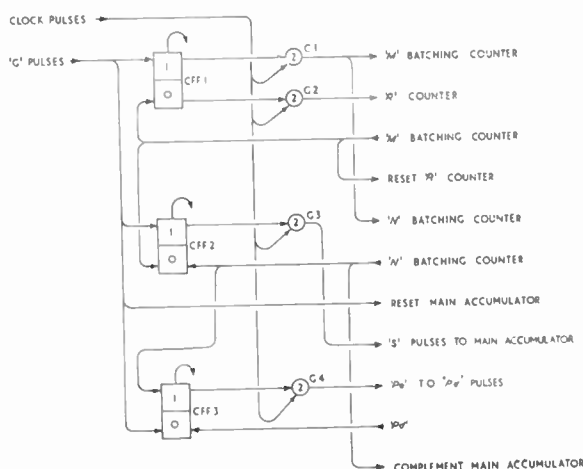 CLOCK PULSES
'G' PULSES
1
0
CFF1
2
G1
2
G2
'M' BATCHING COUNTER
'R' COUNTER
'M' BATCHING COUNTER
RESET 'R' COUNTER
'N' BATCHING COUNTER
1
0
CFF2
2
G3
'N' BATCHING COUNTER
RESET MAIN ACCUMULATOR
'S' PULSES TO MAIN ACCUMULATOR
1
0
CFF3
2
G4
TO
PULSES
COMPLEMENT MAIN ACCUMULATOR